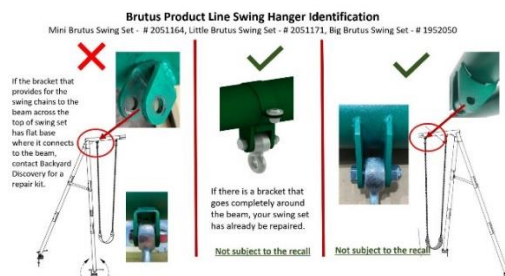 Brutus Product Line Swing Hanger Identification
Mini Brutus Swing Set - # 2051164, Little Brutus Swing Set - # 2051171, Big Brutus Swing Set - # 1952050
If the bracket that
provides for the
swing chains to the
beam across the
top of swing set
has flat base
where it connects
to the beam,
contact Backyard
Discovery for a
repair kit.
If there is a bracket that
goes completely around
the beam, your swing set
has already be repaired.
Not subject to the recall
Not subject to the recall